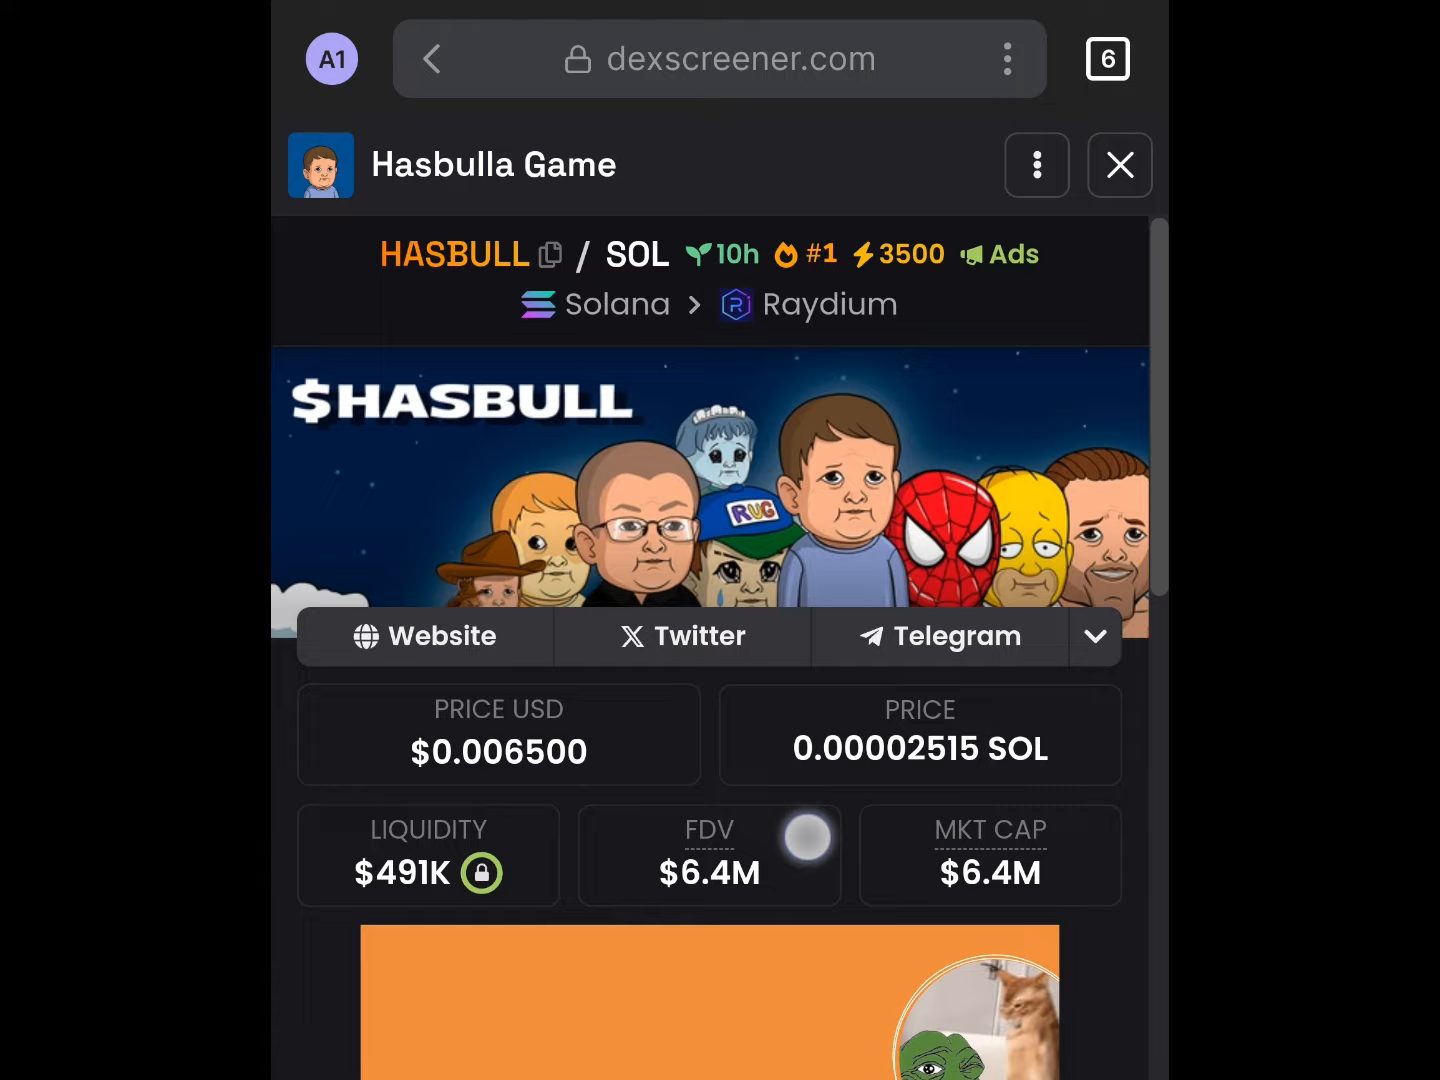 A1
dexscreener.com
6
Hasbulla Game
HASBULL / SOL 10h #1 3500 Ads
Solana > Raydium
$HASBULL
RUG
Website
Twitter
Telegram
PRICE USD
$0.006500
PRICE
0.00002515 SOL
LIQUIDITY
$491K
FDV
$6.4M
MKT CAP
$6.4M